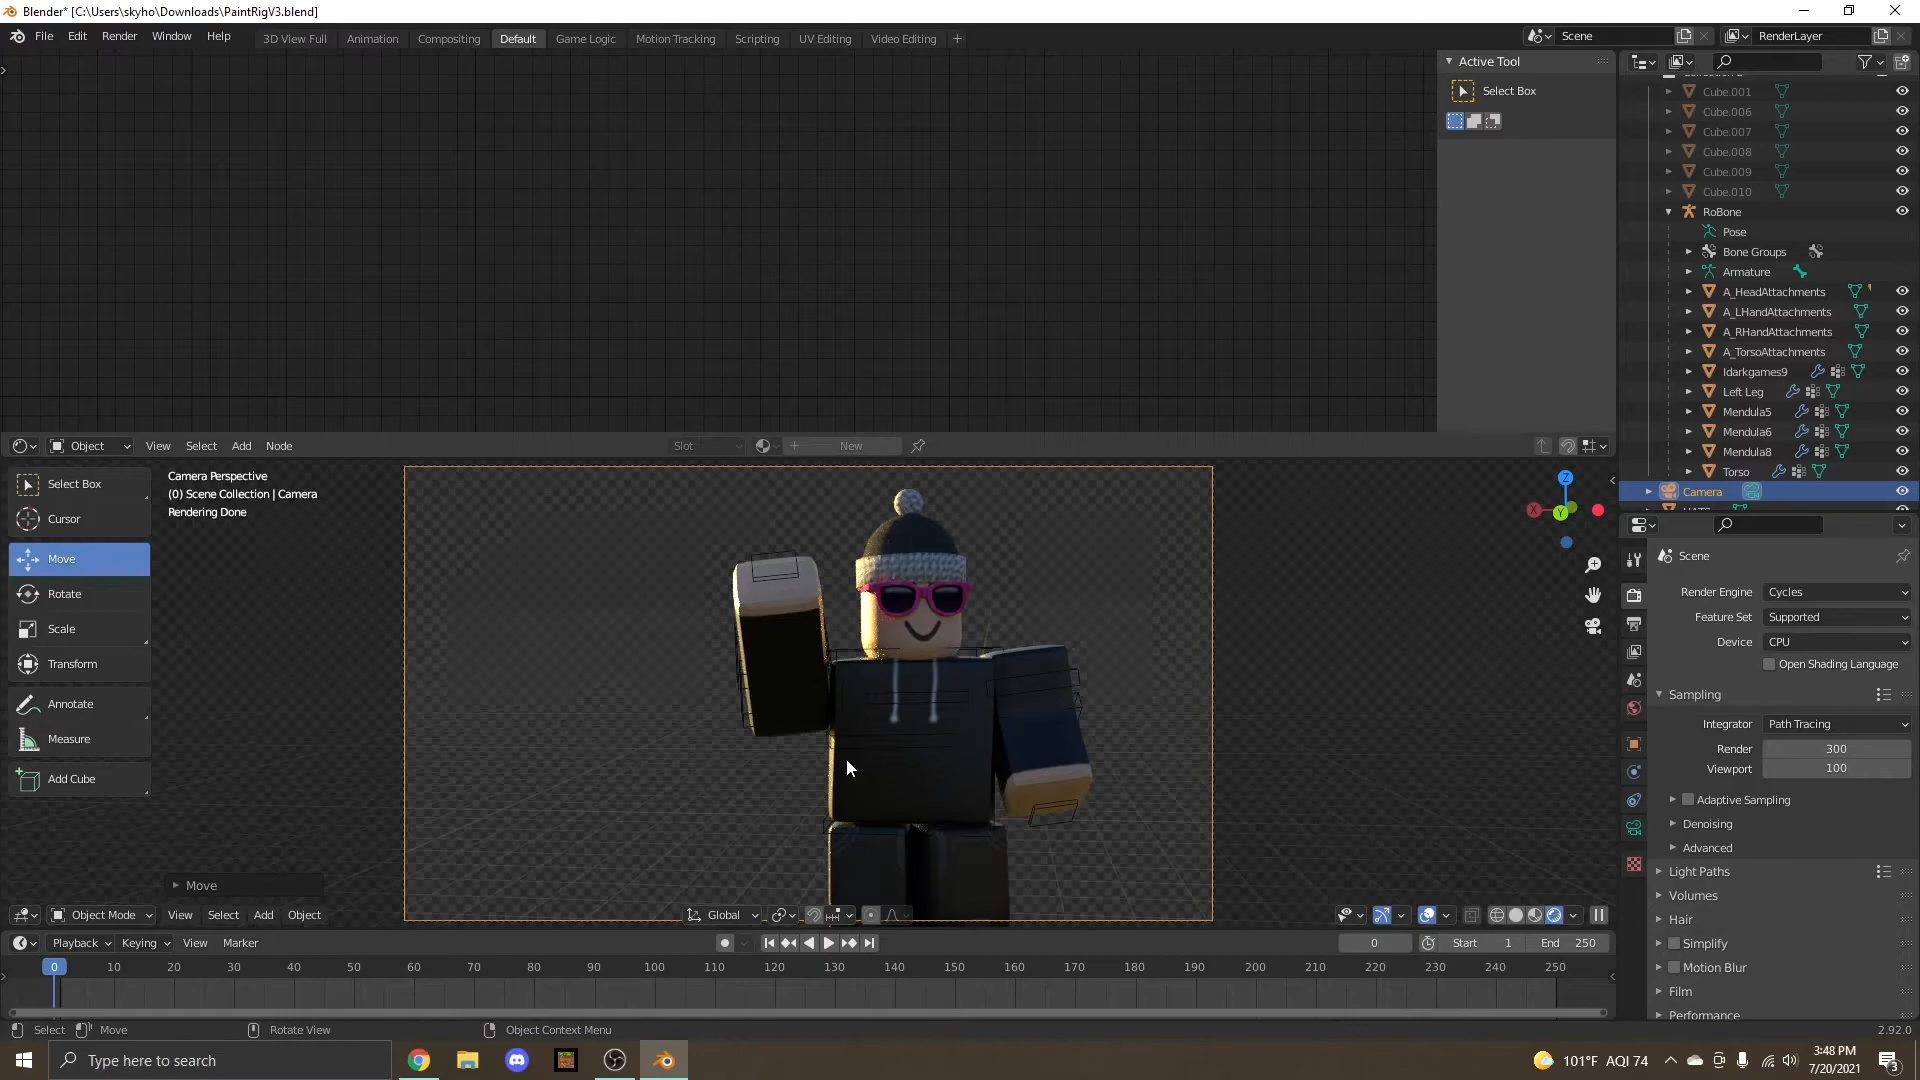 Blender* [C:\Users\skyho\Downloads\PaintRigV3.blend]
File Edit Render Window Help
3D View Full Animation Compositing Default Game Logic Motion Tracking Scripting UV Editing Video Editing +
Scene
RenderLayer
Active Tool
Select Box
Cube.001
Cube.006
Cube.007
Cube.008
Cube.009
Cube.010
RoBone
Pose
Bone Groups
Armature
A_HeadAttachments
A_LHandAttachments
A_RHandAttachments
A_TorsoAttachments
Idarkgames9
Left Leg
Mendula5
Mendula6
Mendula8
Torso
Camera
Object View Select Add Node
Slot
New
Select Box
Cursor
Move
Rotate
Scale
Transform
Annotate
Measure
Add Cube
Camera Perspective
(0) Scene Collection | Camera
Rendering Done
Z
X
Y
Move
Object Mode View Select Add Object
Global
Scene
Render Engine Cycles
Feature Set Supported
Device CPU
Open Shading Language
Sampling
Integrator Path Tracing
Render 300
Viewport 100
Adaptive Sampling
Denoising
Advanced
Light Paths
Volumes
Hair
Simplify
Motion Blur
Film
Performance
Playback Keying View Marker
0
Start 1
End 250
0 10 20 30 40 50 60 70 80 90 100 110 120 130 140 150 160 170 180 190 200 210 220 230 240 250
Select Move Rotate View Object Context Menu
2.92.0
Type here to search
101°F AQI 74
3:48 PM
7/20/2021
3